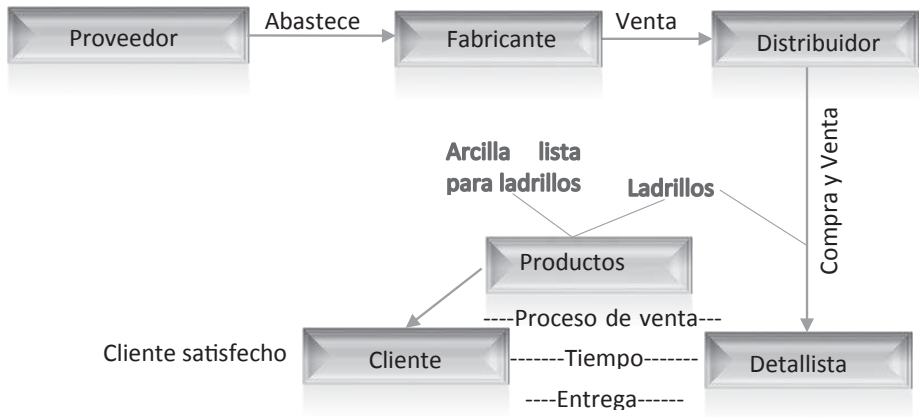 Abastece
Venta
Proveedor
Fabricante
Distribuidor
Compra y Venta
Arcilla lista
para ladrillos
Ladrillos
Productos
----Proceso de venta---
Cliente satisfecho
Cliente
-------Tiempo-------
Detallista
----Entrega------